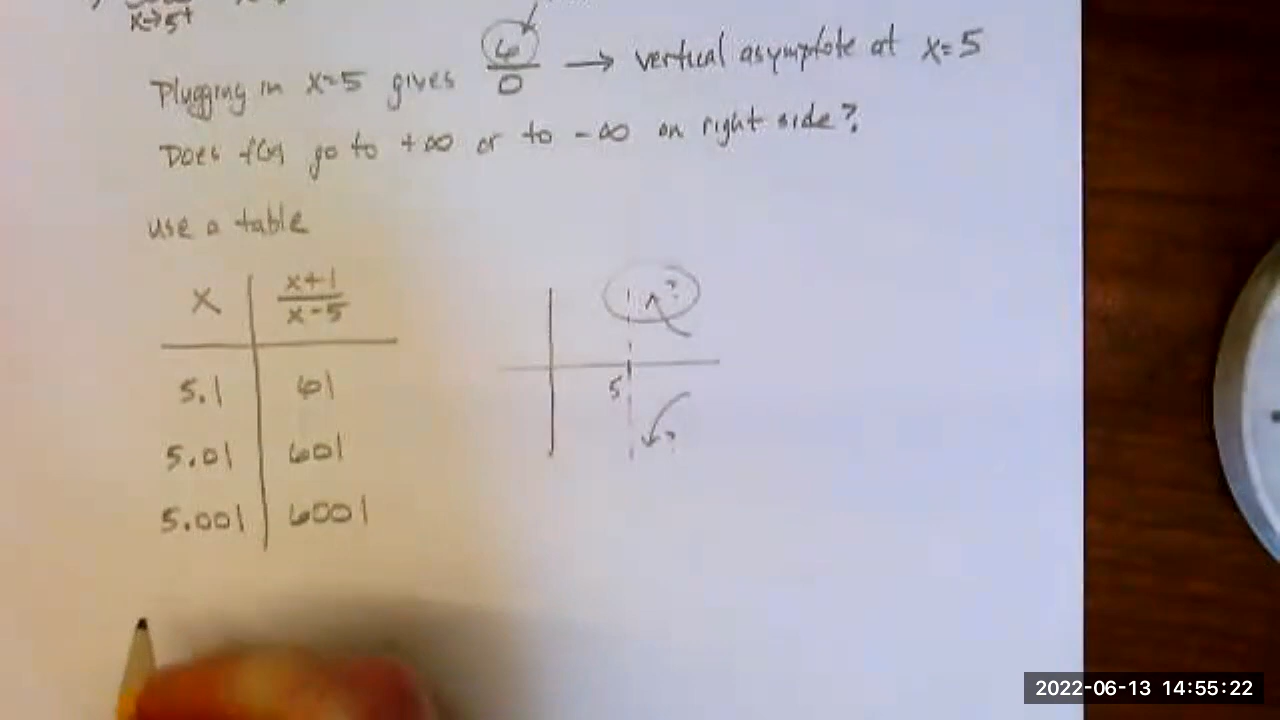 x→5⁺
Plugging in x=5 gives 6/0 → vertical asymptote at x=5
Does f(x) go to +∞ or to -∞ on right side?
use a table
x | x+1/x-5
5.1 | 61
5.01 | 601
5.001 | 6001
?
5
?
2022-06-13 14:55:22